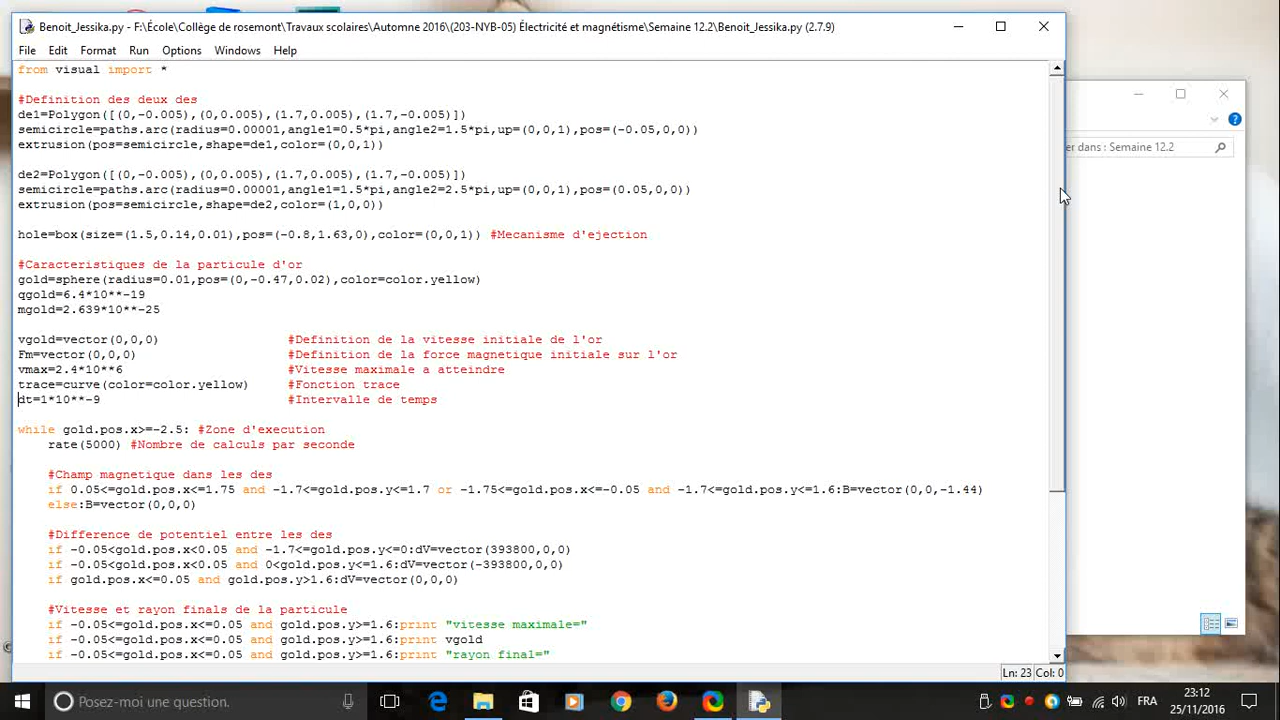 Benoit_Jessika.py - F:\École\Collège de rosemont\Travaux scolaires\Automne 2016\(203-NYB-05) Électricité et magnétisme\Semaine 12.2\Benoit_Jessika.py (2.7.9)
File Edit Format Run Options Windows Help
from visual import *
#Definition des deux des
de1=Polygon([(0,-0.005),(0,0.005),(1.7,0.005),(1.7,-0.005)])
semicircle=paths.arc(radius=0.00001,angle1=0.5*pi,angle2=1.5*pi,up=(0,0,1),pos=(-0.05,0,0))
extrusion(pos=semicircle,shape=de1,color=(0,0,1))
de2=Polygon([(0,-0.005),(0,0.005),(1.7,0.005),(1.7,-0.005)])
semicircle=paths.arc(radius=0.00001,angle1=1.5*pi,angle2=2.5*pi,up=(0,0,1),pos=(0.05,0,0))
extrusion(pos=semicircle,shape=de2,color=(1,0,0))
hole=box(size=(1.5,0.14,0.01),pos=(-0.8,1.63,0),color=(0,0,1)) #Mecanisme d'ejection
#Caracteristiques de la particule d'or
gold=sphere(radius=0.01,pos=(0,-0.47,0.02),color=color.yellow)
qgold=6.4*10**-19
mgold=2.639*10**-25
vgold=vector(0,0,0) #Definition de la vitesse initiale de l'or
Fm=vector(0,0,0) #Definition de la force magnetique initiale sur l'or
vmax=2.4*10**6 #Vitesse maximale a atteindre
trace=curve(color=color.yellow) #Fonction trace
dt=1*10**-9 #Intervalle de temps
while gold.pos.x>=-2.5: #Zone d'execution
rate(5000) #Nombre de calculs par seconde
#Champ magnetique dans les des
if 0.05<=gold.pos.x<=1.75 and -1.7<=gold.pos.y<=1.7 or -1.75<=gold.pos.x<=-0.05 and -1.7<=gold.pos.y<=1.6:B=vector(0,0,-1.44)
else:B=vector(0,0,0)
#Difference de potentiel entre les des
if -0.05<gold.pos.x<0.05 and -1.7<=gold.pos.y<=0:dV=vector(393800,0,0)
if -0.05<gold.pos.x<0.05 and 0<gold.pos.y<=1.6:dV=vector(-393800,0,0)
if gold.pos.x<=0.05 and gold.pos.y>1.6:dV=vector(0,0,0)
#Vitesse et rayon finals de la particule
if -0.05<=gold.pos.x<=0.05 and gold.pos.y>=1.6:print "vitesse maximale="
if -0.05<=gold.pos.x<=0.05 and gold.pos.y>=1.6:print vgold
if -0.05<=gold.pos.x<=0.05 and gold.pos.y>=1.6:print "rayon final="
Ln: 23 Col: 0
er dans : Semaine 12.2
Posez-moi une question.
FRA
23:12
25/11/2016